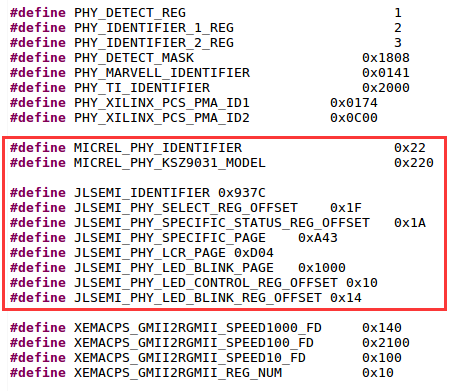 #define PHY_DETECT_REG 1
#define PHY_IDENTIFIER_1_REG 2
#define PHY_IDENTIFIER_2_REG 3
#define PHY_DETECT_MASK 0x1808
#define PHY_MARVELL_IDENTIFIER 0x0141
#define PHY_TI_IDENTIFIER 0x2000
#define PHY_XILINX_PCS_PMA_ID1 0x0174
#define PHY_XILINX_PCS_PMA_ID2 0x0C00
#define MICREL_PHY_IDENTIFIER 0x22
#define MICREL_PHY_KSZ9031_MODEL 0x220
#define JLSEMI_IDENTIFIER 0x937C
#define JLSEMI_PHY_SELECT_REG_OFFSET 0x1F
#define JLSEMI_PHY_SPECIFIC_STATUS_REG_OFFSET 0x1A
#define JLSEMI_PHY_SPECIFIC_PAGE 0xA43
#define JLSEMI_PHY_LCR_PAGE 0xD04
#define JLSEMI_PHY_LED_BLINK_PAGE 0x1000
#define JLSEMI_PHY_LED_CONTROL_REG_OFFSET 0x10
#define JLSEMI_PHY_LED_BLINK_REG_OFFSET 0x14
#define XEMACPS_GMII2RGMII_SPEED1000_FD 0x140
#define XEMACPS_GMII2RGMII_SPEED100_FD 0x2100
#define XEMACPS_GMII2RGMII_SPEED10_FD 0x100
#define XEMACPS_GMII2RGMII_REG_NUM 0x10